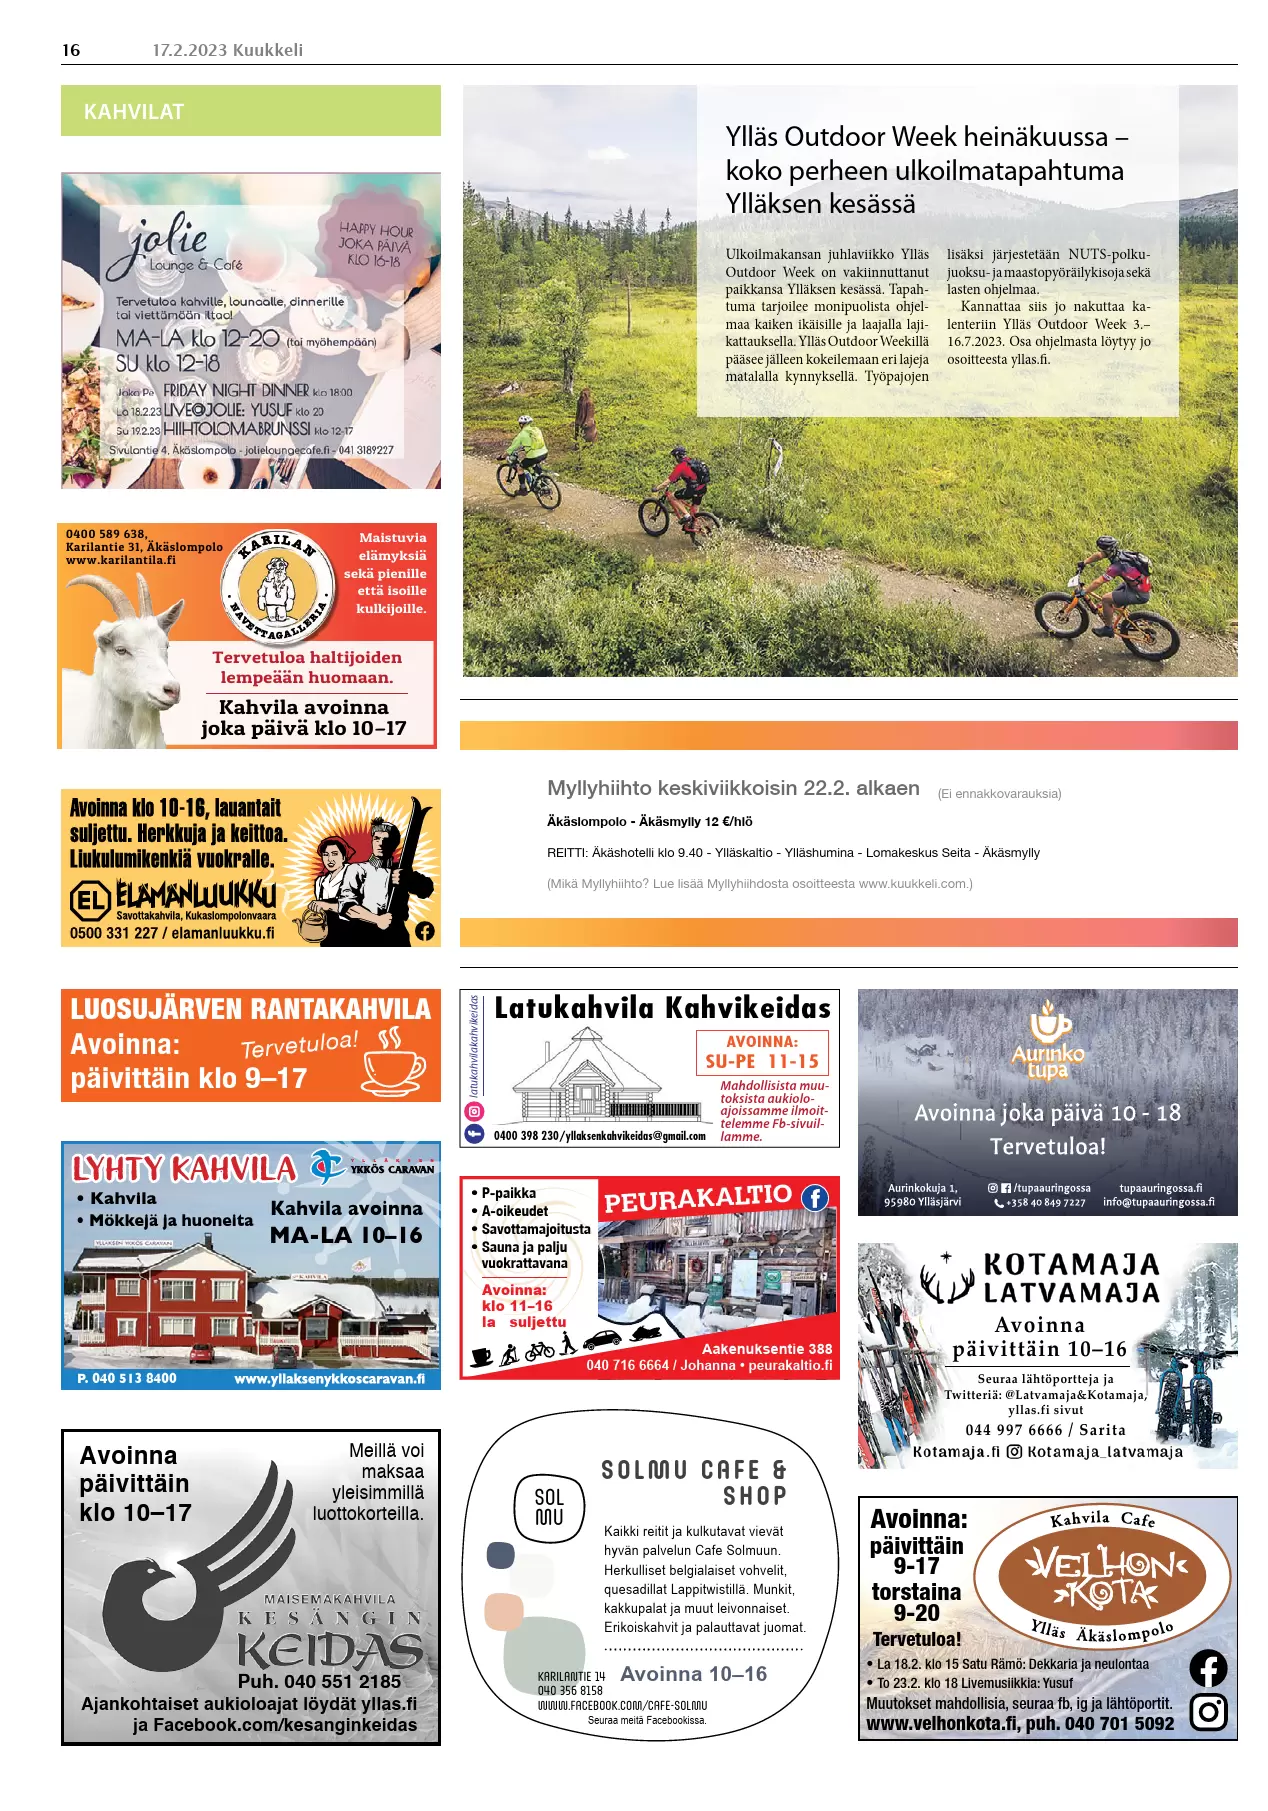 16
17.2.2023 Kuukkeli
KAHVILAT
jolie
Lounge & Café
HAPPY HOUR
JOKA PÄIVÄ
KLO 16-18
Tervetuloa kahville, lounaalle, dinnerille
tai viettämään iltaa!
MA-LA klo 12-20 (tai myöhempään)
SU klo 12-18
Joka Pe FRIDAY NIGHT DINNER klo 18:00
La 18.2.23 LIVE@JOLIE: YUSUF klo 20
Su 19.2.23 HIIHTOLOMABRUNSSI klo 12-17
Sivulantie 4, Äkäslompolo - jolieloungecafe.fi - 041 3189227
0400 589 638,
Karilantie 31, Äkäslompolo
www.karilantila.fi
KARILAN
• NAVETTAGALLERIA •
Maistuvia
elämyksiä
sekä pienille
että isoille
kulkijoille.
Tervetuloa haltijoiden
lempeään huomaan.
Kahvila avoinna
joka päivä klo 10–17
Avoinna klo 10-16, lauantait
suljettu. Herkkuja ja keittoa.
Liukulumikenkiä vuokralle.
EL ELÄMÄNLUUKKU
Savottakahvila, Kukaslompolonvaara
0500 331 227 / elamanluukku.fi
LUOSUJÄRVEN RANTAKAHVILA
Avoinna:
Tervetuloa!
päivittäin klo 9–17
LYHTY KAHVILA
YLLÄKSEN
YKKÖS CARAVAN
• Kahvila
• Mökkejä ja huoneita
Kahvila avoinna
MA-LA 10–16
YLLÄKSEN YKKÖS CARAVAN
KAHVILA
P. 040 513 8400
www.yllaksenykkoscaravan.fi
Avoinna
päivittäin
klo 10–17
Meillä voi
maksaa
yleisimmillä
luottokorteilla.
MAISEMAKAHVILA
KESÄNGIN
KEIDAS
Puh. 040 551 2185
Ajankohtaiset aukioloajat löydät yllas.fi
ja Facebook.com/kesanginkeidas
Ylläs Outdoor Week heinäkuussa –
koko perheen ulkoilmatapahtuma
Ylläksen kesässä
Ulkoilmakansan juhlaviikko Ylläs
Outdoor Week on vakiinnuttanut
paikkansa Ylläksen kesässä. Tapah-
tuma tarjoilee monipuolista ohjel-
maa kaiken ikäisille ja laajalla laji-
kattauksella. Ylläs Outdoor Weekillä
pääsee jälleen kokeilemaan eri lajeja
matalalla kynnyksellä. Työpajojen
lisäksi järjestetään NUTS-polku-
juoksu- ja maastopyöräilykisoja sekä
lasten ohjelmaa.
Kannattaa siis jo nakuttaa ka-
lenteriin Ylläs Outdoor Week 3.–
16.7.2023. Osa ohjelmasta löytyy jo
osoitteesta yllas.fi.
Myllyhiihto keskiviikkoisin 22.2. alkaen (Ei ennakkovarauksia)
Äkäslompolo - Äkäsmylly 12 €/hlö
REITTI: Äkäshotelli klo 9.40 - Ylläskaltio - Ylläshumina - Lomakeskus Seita - Äkäsmylly
(Mikä Myllyhiihto? Lue lisää Myllyhiihdosta osoitteesta www.kuukkeli.com.)
latukahvilakahvikeidas
Latukahvila Kahvikeidas
AVOINNA:
SU-PE 11-15
Mahdollisista muu-
toksista aukiolo-
ajoissamme ilmoit-
telemme Fb-sivuil-
lamme.
0400 398 230/yllaksenkahvikeidas@gmail.com
• P-paikka
• A-oikeudet
• Savottamajoitusta
• Sauna ja palju
vuokrattavana
Avoinna:
klo 11–16
la suljettu
PEURAKALTIO
Aakenuksentie 388
040 716 6664 / Johanna • peurakaltio.fi
SOL
MU
SOLMU CAFE &
SHOP
Kaikki reitit ja kulkutavat vievät
hyvän palvelun Cafe Solmuun.
Herkulliset belgialaiset vohvelit,
quesadillat Lappitwistillä. Munkit,
kakkupalat ja muut leivonnaiset.
Erikoiskahvit ja palauttavat juomat.
KARILANTIE 14
040 356 8158
Avoinna 10–16
WWW.FACEBOOK.COM/CAFE-SOLMU
Seuraa meitä Facebookissa.
Aurinko
tupa
Avoinna joka päivä 10 - 18
Tervetuloa!
Aurinkokuja 1,
95980 Ylläsjärvi
/tupaauringossa
+358 40 849 7227
tupaauringossa.fi
info@tupaauringossa.fi
KOTAMAJA
LATVAMAJA
Avoinna
päivittäin 10–16
Seuraa lähtöportteja ja
Twitteriä: @Latvamaja&Kotamaja,
yllas.fi sivut
044 997 6666 / Sarita
Kotamaja.fi Kotamaja_latvamaja
Avoinna:
päivittäin
9-17
torstaina
9-20
Tervetuloa!
Kahvila Cafe
VELHON
KOTA
Ylläs Äkäslompolo
• La 18.2. klo 15 Satu Rämö: Dekkaria ja neulontaa
• To 23.2. klo 18 Livemusiikkia: Yusuf
Muutokset mahdollisia, seuraa fb, ig ja lähtöportit.
www.velhonkota.fi, puh. 040 701 5092